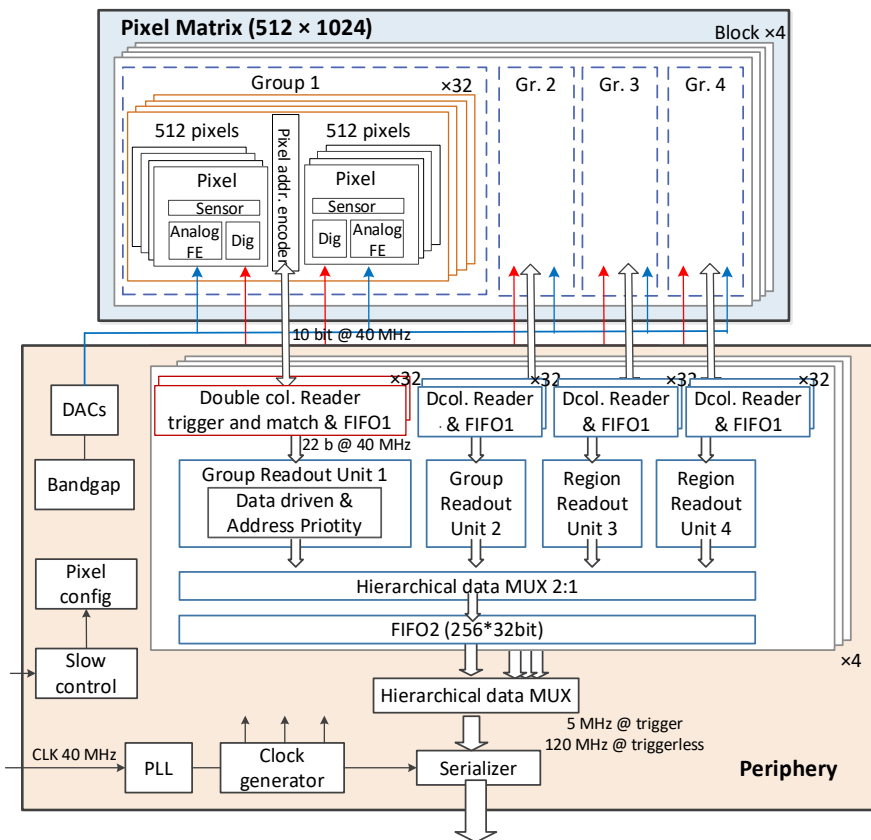 Pixel Matrix (512 × 1024)
Block ×4
Group 1
×32
Gr. 2
Gr. 3
Gr. 4
512 pixels
Pixel addr. encoder
512 pixels
Pixel
Pixel
Sensor
Sensor
Analog
FE
Dig
Dig
Analog
FE
10 bit @ 40 MHz
×32
×32
×32
×32
DACs
Double col. Reader
trigger and match & FIFO1
Dcol. Reader
& FIFO1
Dcol. Reader
& FIFO1
Dcol. Reader
& FIFO1
22 b @ 40 MHz
Bandgap
Group Readout Unit 1
Data driven &
Address Priotity
Group
Readout
Unit 2
Region
Readout
Unit 3
Region
Readout
Unit 4
Pixel
config
Hierarchical data MUX 2:1
FIFO2 (256*32bit)
×4
Slow
control
Hierarchical data MUX
5 MHz @ trigger
120 MHz @ triggerless
CLK 40 MHz
PLL
Clock
generator
Serializer
Periphery